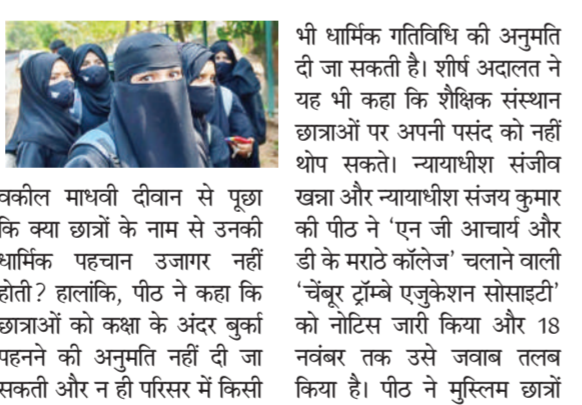 वकील माधवी दीवान से पूछा
कि क्या छात्रों के नाम से उनकी
धार्मिक पहचान उजागर नहीं
होती? हालांकि, पीठ ने कहा कि
छात्राओं को कक्षा के अंदर बुर्का
पहनने की अनुमति नहीं दी जा
सकती और न ही परिसर में किसी
भी धार्मिक गतिविधि की अनुमति
दी जा सकती है। शीर्ष अदालत ने
यह भी कहा कि शैक्षिक संस्थान
छात्राओं पर अपनी पसंद को नहीं
थोप सकते। न्यायाधीश संजीव
खन्ना और न्यायाधीश संजय कुमार
की पीठ ने ‘एन जी आचार्य और
डी के मराठे कॉलेज’ चलाने वाली
‘चेंबूर ट्रॉम्बे एजुकेशन सोसाइटी’
को नोटिस जारी किया और 18
नवंबर तक उसे जवाब तलब
किया है। पीठ ने मुस्लिम छात्रों